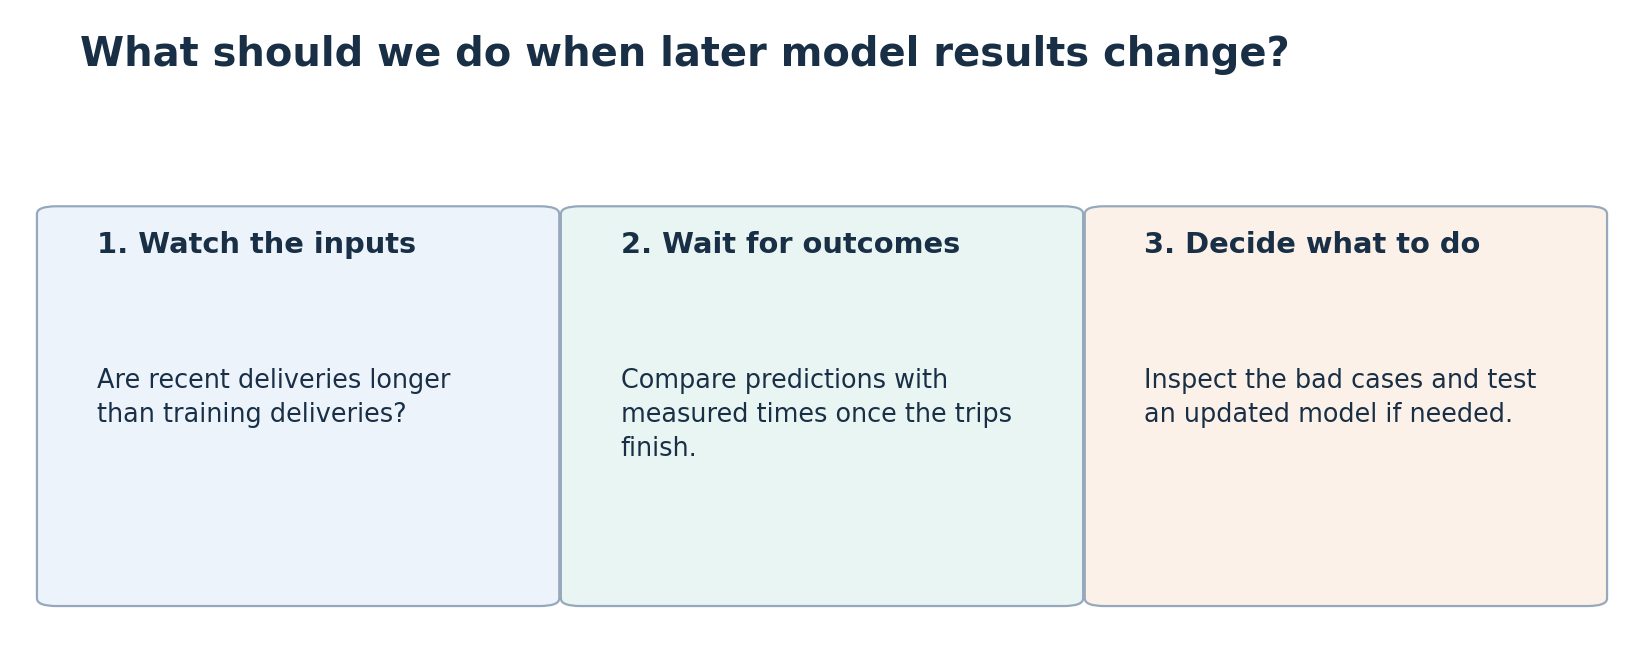 What should we do when later model results change?
1. Watch the inputs
Are recent deliveries longer
than training deliveries?
2. Wait for outcomes
Compare predictions with
measured times once the trips
finish.
3. Decide what to do
Inspect the bad cases and test
an updated model if needed.